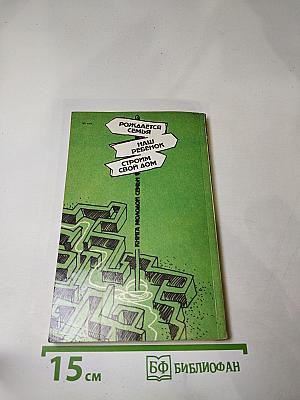 РОЖДАЕТСЯ
СЕМЬЯ
НАШ
РЕБЕНОК
СТРОИМ
СВОЙ ДОМ
КНИГА МОЛОДОЙ СЕМЬИ
15 см
БФ БИБЛИОФАН